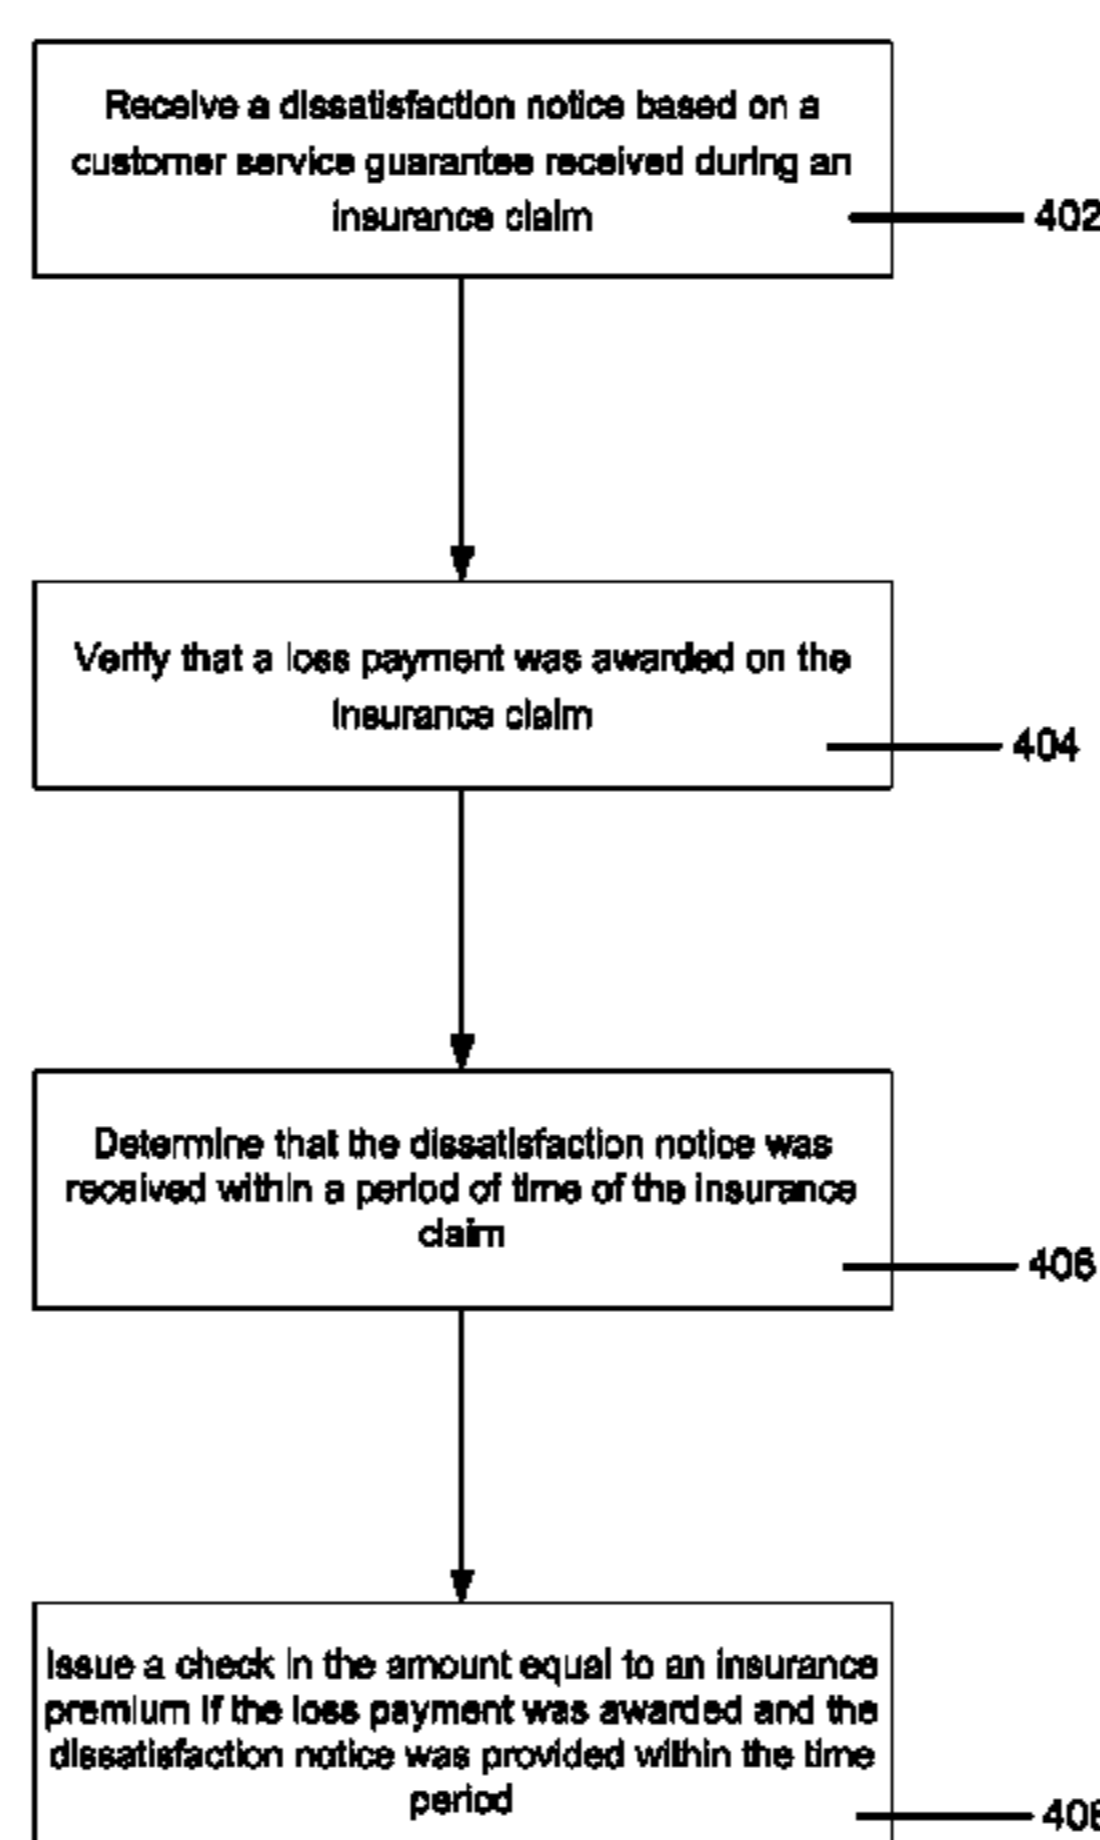 Receive a dissatisfaction notice based on a
customer service guarantee received during an
insurance claim
402
Verify that a loss payment was awarded on the
insurance claim
404
Determine that the dissatisfaction notice was
received within a period of time of the insurance
claim
406
Issue a check in the amount equal to an insurance
premium if the loss payment was awarded and the
dissatisfaction notice was provided within the time
period
408